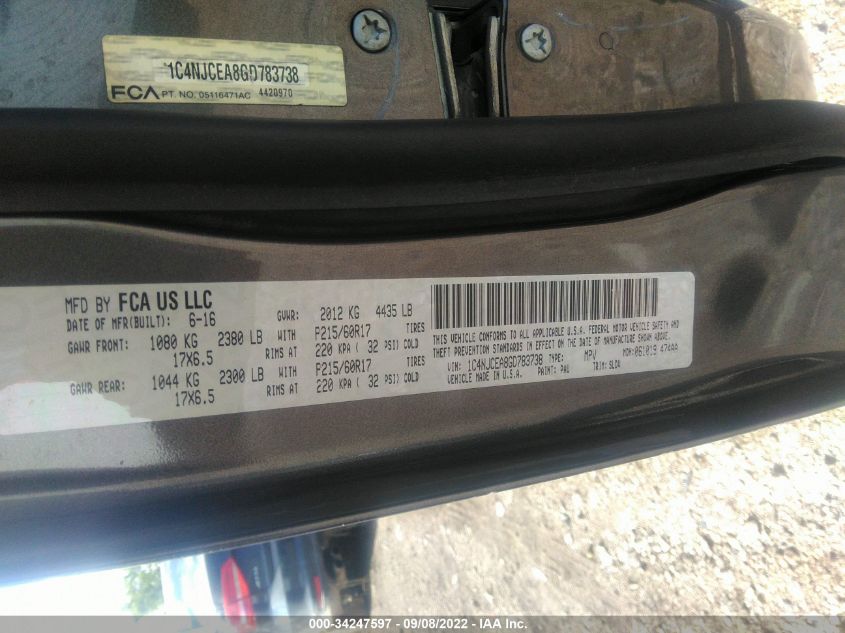 1C4NJCEA8GD783738
FCA PT. NO. 05116471AC 4420970
MFD BY FCA US LLC
DATE OF MFR(BUILT): 6-16 GVWR: 2012 KG 4435 LB
GAWR FRONT: 1080 KG 2380 LB WITH P215/60R17 TIRES
17X6.5 RIMS AT 220 KPA ( 32 PSI) COLD
GAWR REAR: 1044 KG 2300 LB WITH P215/60R17 TIRES
17X6.5 RIMS AT 220 KPA ( 32 PSI) COLD
THIS VEHICLE CONFORMS TO ALL APPLICABLE U.S.A. FEDERAL MOTOR VEHICLE SAFETY AND
THEFT PREVENTION STANDARDS IN EFFECT ON THE DATE OF MANUFACTURE SHOWN ABOVE.
VIN: 1C4NJCEA8GD783738 TYPE: MPV MDH:061019 474AA
VEHICLE MADE IN U.S.A. PAINT: PAU TRIM: SLDA
000-34247597 - 09/08/2022 - IAA Inc.